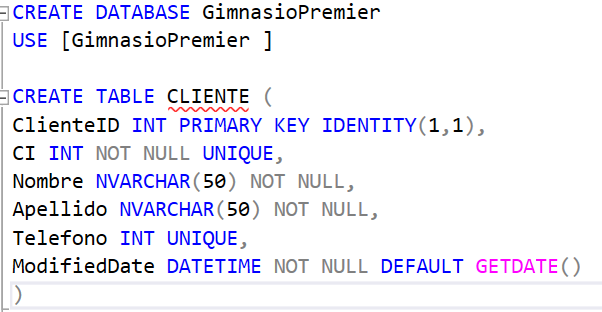 CREATE DATABASE GimnasioPremier
USE [GimnasioPremier ]
CREATE TABLE CLIENTE (
ClienteID INT PRIMARY KEY IDENTITY(1,1),
CI INT NOT NULL UNIQUE,
Nombre NVARCHAR(50) NOT NULL,
Apellido NVARCHAR(50) NOT NULL,
Telefono INT UNIQUE,
ModifiedDate DATETIME NOT NULL DEFAULT GETDATE()
)